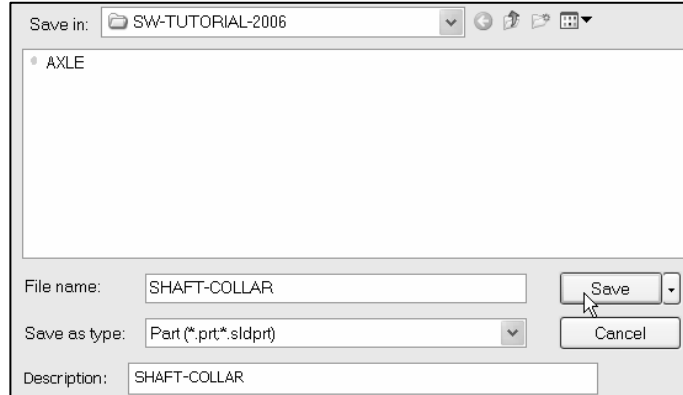 Save in: SW-TUTORIAL-2006
AXLE
File name: SHAFT-COLLAR Save
Save as type: Part (*.prt;*.sldprt) Cancel
Description: SHAFT-COLLAR